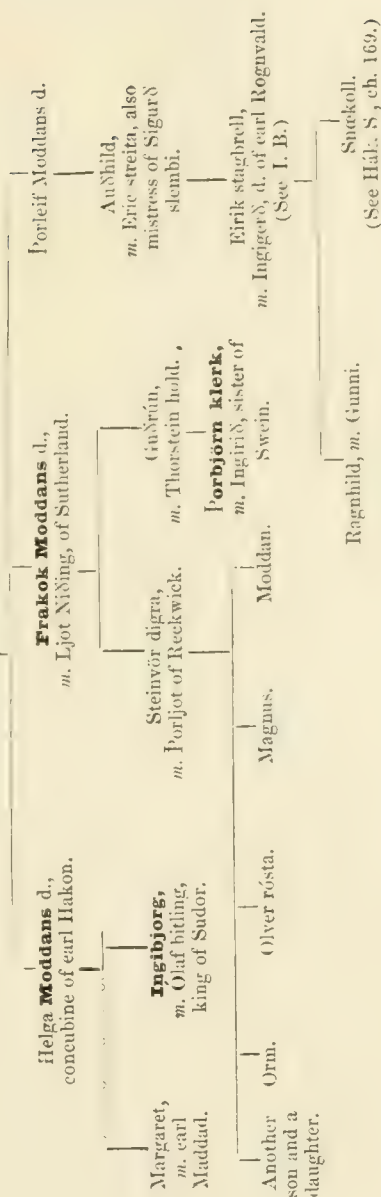 Helga Moddans d.,
concubine of earl Hakon.
Frakok Moddans d.,
m. Ljot Níðing, of Sutherland.
Þorleif Moddans d.
Margaret,
m. earl
Maddad.
Ingibjorg,
m. Olaf bitling,
king of Sudor.
Steinvör digra,
m. Þorljot of Reckwick.
Guðrún,
m. Thorstein hold.
Auðhild,
m. Eric streita, also
mistress of Sigurð
slembi.
Another
son and a
daughter.
Orm.
Olver rósta.
Magnus.
Moddan.
Þorbjörn klerk,
m. Ingirið, sister of
Swein.
Eirik stagbrell,
m. Ingigerð, d. of earl Rognvald.
(See I. B.)
Ragnhild, m. Gunni.
Snækoll.
(See Hák. S., ch. 169.)